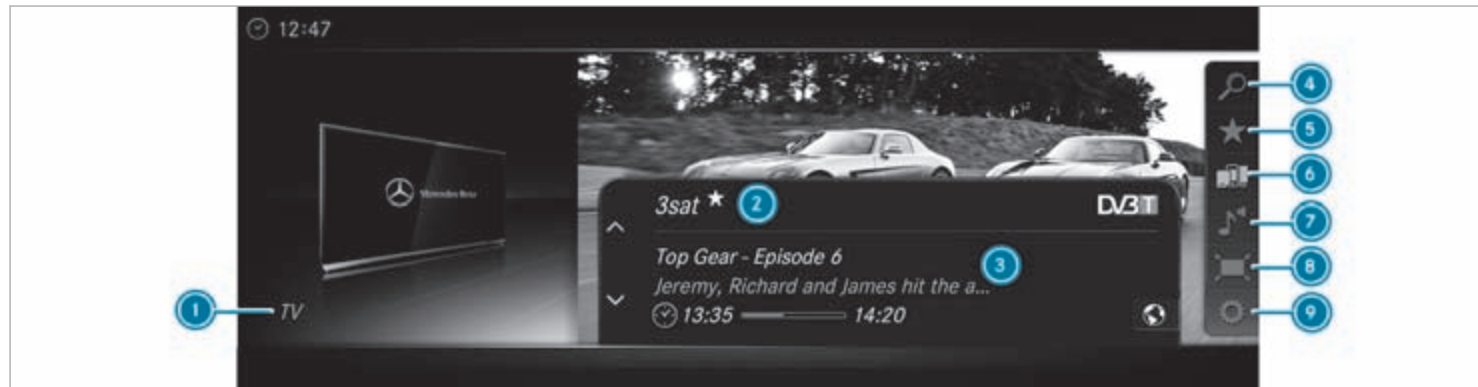 12:47
Mercedes-Benz
3sat ★
DVB T
Top Gear - Episode 6
Jeremy, Richard and James hit the a...
13:35 14:20
TV
1
2
3
4
5
6
7
8
9